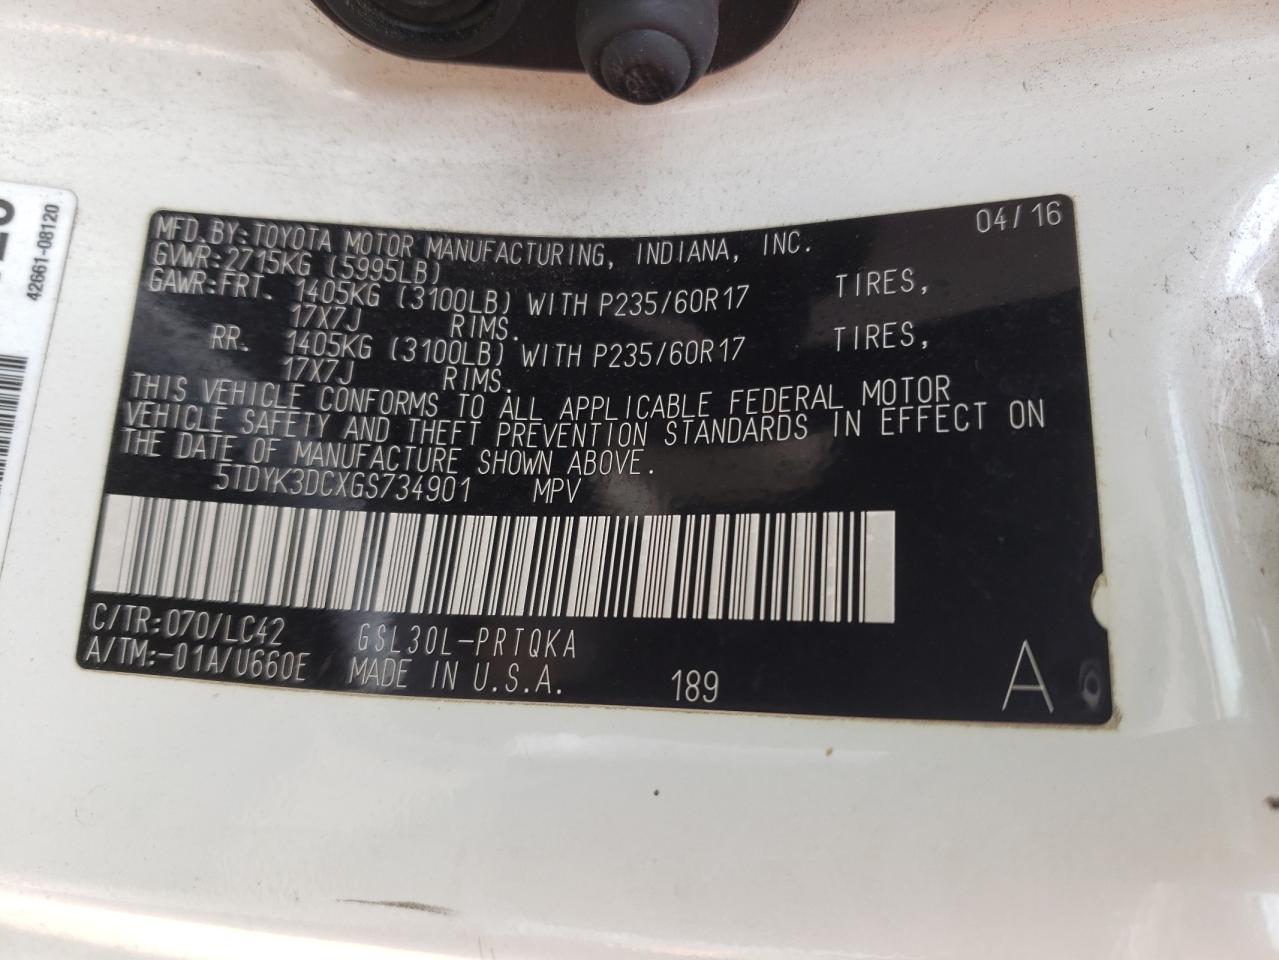 42661-08120
04/16
MFD.BY:TOYOTA MOTOR MANUFACTURING, INDIANA, INC.
GVWR:2715KG (5995LB)
GAWR:FRT. 1405KG (3100LB) WITH P235/60R17 TIRES,
17X7J RIMS.
RR. 1405KG (3100LB) WITH P235/60R17 TIRES,
17X7J RIMS.
THIS VEHICLE CONFORMS TO ALL APPLICABLE FEDERAL MOTOR
VEHICLE SAFETY AND THEFT PREVENTION STANDARDS IN EFFECT ON
THE DATE OF MANUFACTURE SHOWN ABOVE.
5TDYK3DCXGS734901 MPV
C/TR:070/LC42 GSL30L-PRTQKA
A/TM:-01A/U660E MADE IN U.S.A. 189 A